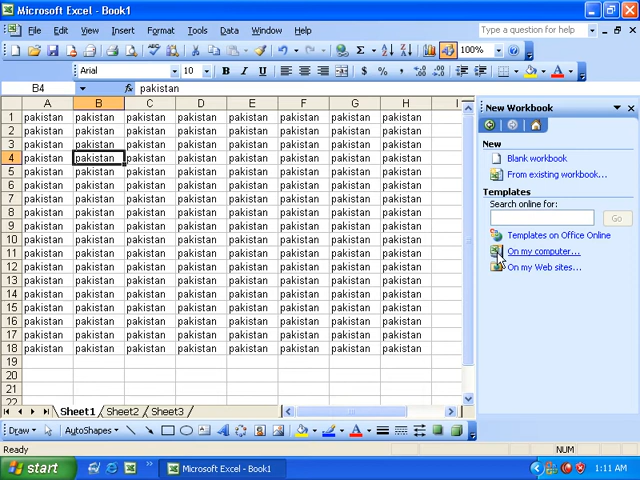 Microsoft Excel - Book1
File Edit View Insert Format Tools Data Window Help
Type a question for help
100%
Arial 10 B I U $ %
B4 fx pakistan
A B C D E F G H I
1 pakistan pakistan pakistan pakistan pakistan pakistan pakistan pakistan
2 pakistan pakistan pakistan pakistan pakistan pakistan pakistan pakistan
3 pakistan pakistan pakistan pakistan pakistan pakistan pakistan pakistan
4 pakistan pakistan pakistan pakistan pakistan pakistan pakistan pakistan
5 pakistan pakistan pakistan pakistan pakistan pakistan pakistan pakistan
6 pakistan pakistan pakistan pakistan pakistan pakistan pakistan pakistan
7 pakistan pakistan pakistan pakistan pakistan pakistan pakistan pakistan
8 pakistan pakistan pakistan pakistan pakistan pakistan pakistan pakistan
9 pakistan pakistan pakistan pakistan pakistan pakistan pakistan pakistan
10 pakistan pakistan pakistan pakistan pakistan pakistan pakistan pakistan
11 pakistan pakistan pakistan pakistan pakistan pakistan pakistan pakistan
12 pakistan pakistan pakistan pakistan pakistan pakistan pakistan pakistan
13 pakistan pakistan pakistan pakistan pakistan pakistan pakistan pakistan
14 pakistan pakistan pakistan pakistan pakistan pakistan pakistan pakistan
15 pakistan pakistan pakistan pakistan pakistan pakistan pakistan pakistan
16 pakistan pakistan pakistan pakistan pakistan pakistan pakistan pakistan
17 pakistan pakistan pakistan pakistan pakistan pakistan pakistan pakistan
18 pakistan pakistan pakistan pakistan pakistan pakistan pakistan pakistan
19
20
21
22
New Workbook
New
Blank workbook
From existing workbook...
Templates
Search online for:
Go
Templates on Office Online
On my computer...
On my Web sites...
Sheet1 Sheet2 Sheet3
Draw AutoShapes
Ready NUM
start Microsoft Excel - Book1 1:11 AM